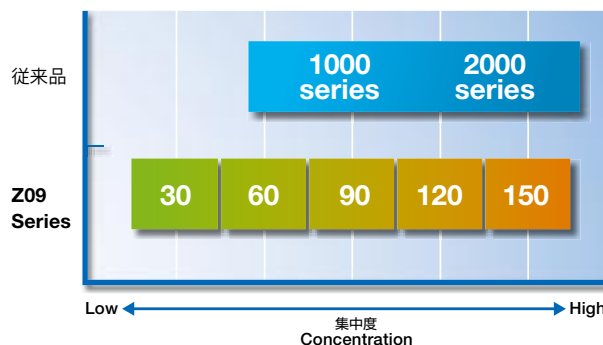 従来品
1000
series
2000
series
Z09
Series
30
60
90
120
150
Low
High
集中度
Concentration